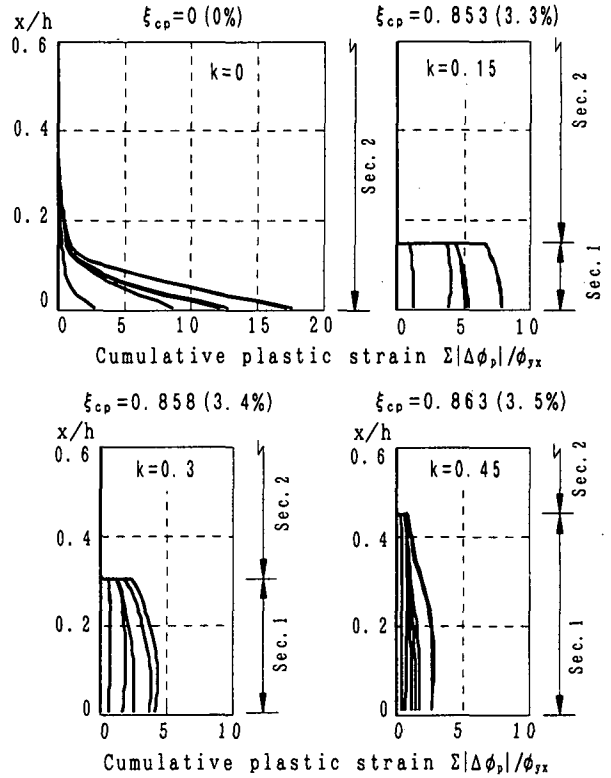 x/h ξcp=0(0%) ξcp=0.853(3.3%)
0.6
k=0 k=0.15
0.4
0.2
0
Sec.2 Sec.2
Sec.1
0 5 10 15 20 0 5 10
Cumulative plastic strain Σ|Δϕp|/ϕyx
ξcp=0.858(3.4%) ξcp=0.863(3.5%)
x/h x/h
0.6 0.6
k=0.3 k=0.45
Sec.2 Sec.2
0.4 0.4
0.2 0.2
Sec.1 Sec.1
0 0
0 5 10 0 5 10
Cumulative plastic strain Σ|Δϕp|/ϕyx